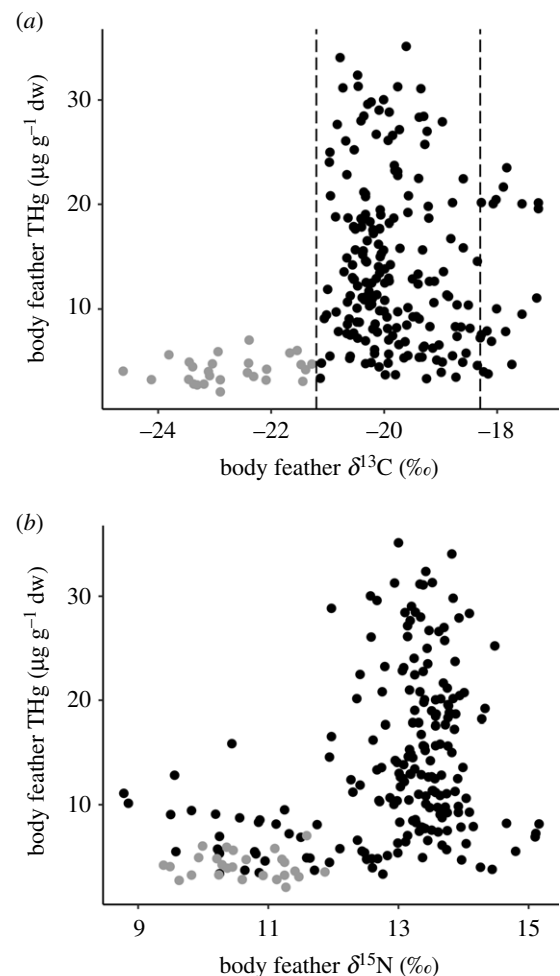 (a)
body feather THg (µg g⁻¹ dw)
30
20
10
−24 −22 −20 −18
body feather δ¹³C (‰)
(b)
body feather THg (µg g⁻¹ dw)
30
20
10
9 11 13 15
body feather δ¹⁵N (‰)